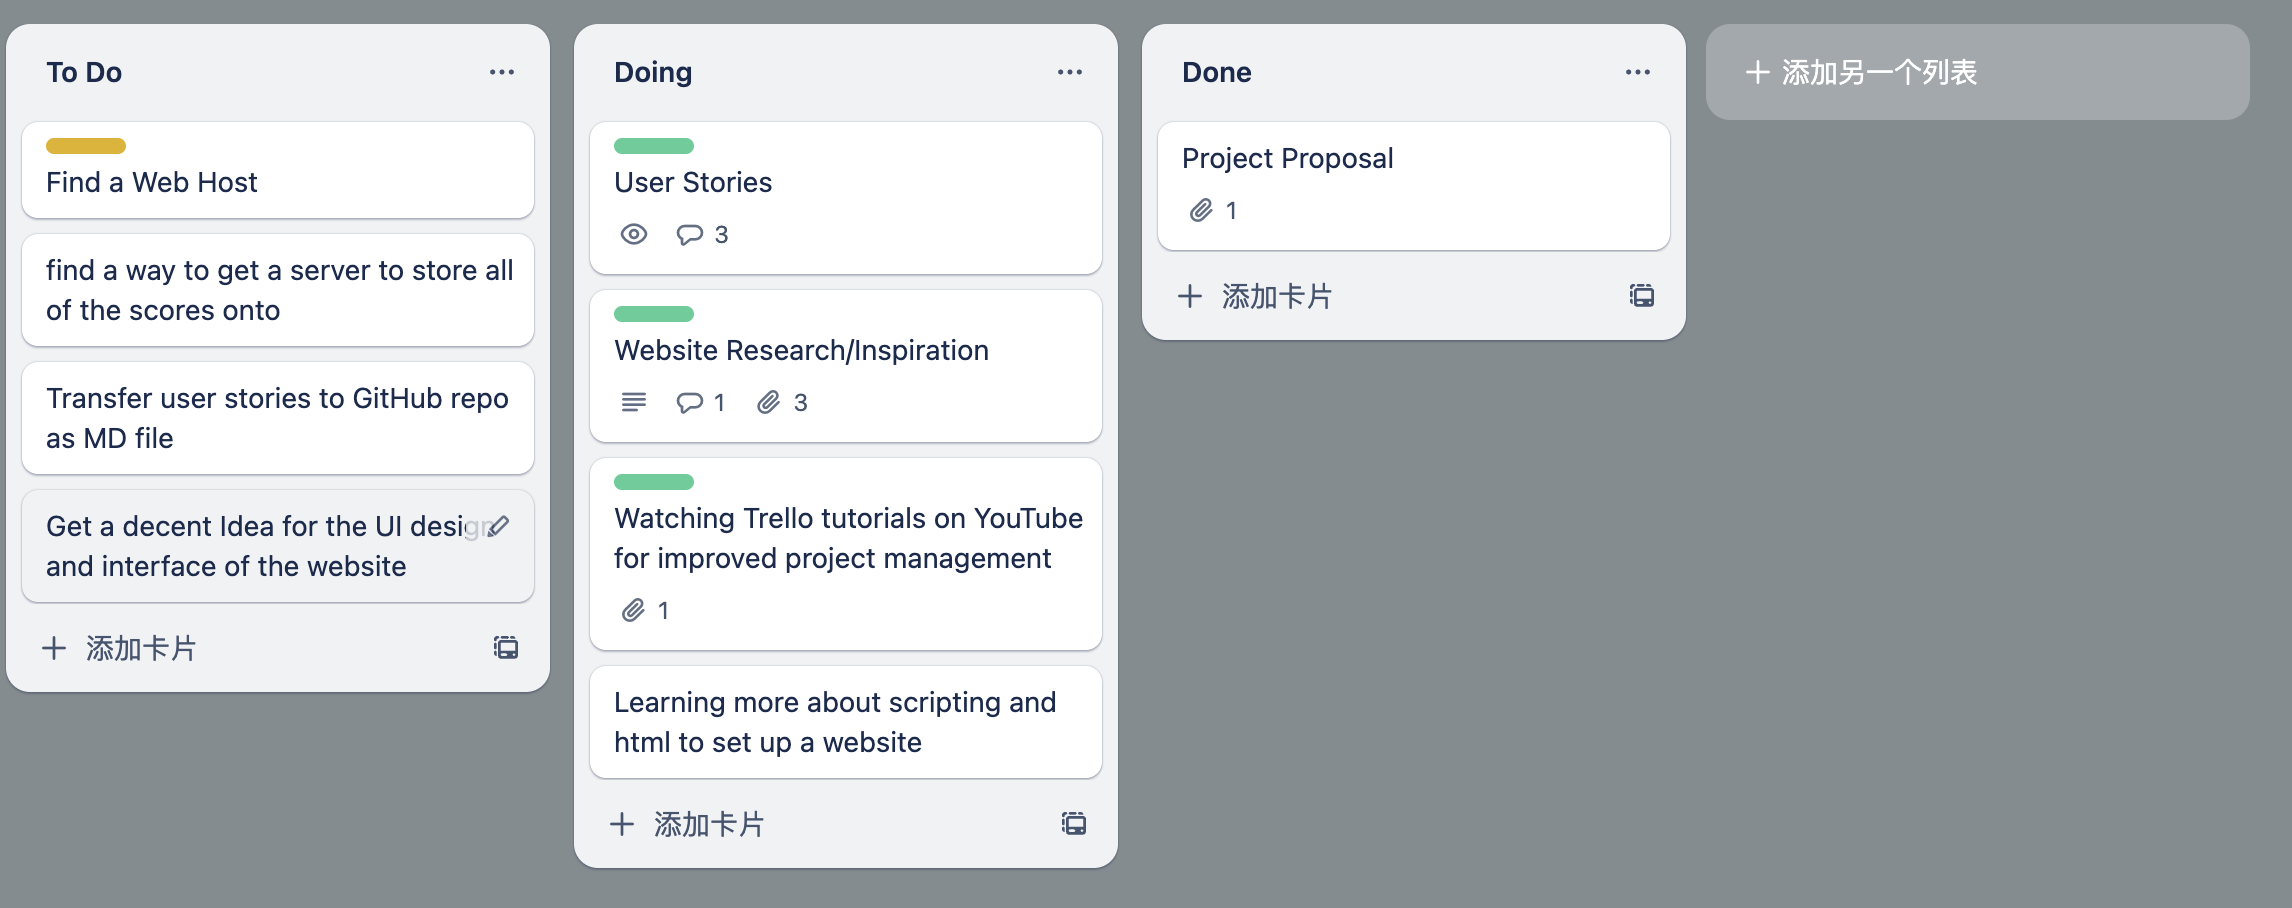 To Do
Find a Web Host
find a way to get a server to store all
of the scores onto
Transfer user stories to GitHub repo
as MD file
Get a decent Idea for the UI design
and interface of the website
添加卡片
Doing
User Stories
3
Website Research/Inspiration
1 3
Watching Trello tutorials on YouTube
for improved project management
1
Learning more about scripting and
html to set up a website
添加卡片
Done
Project Proposal
1
添加卡片
添加另一个列表